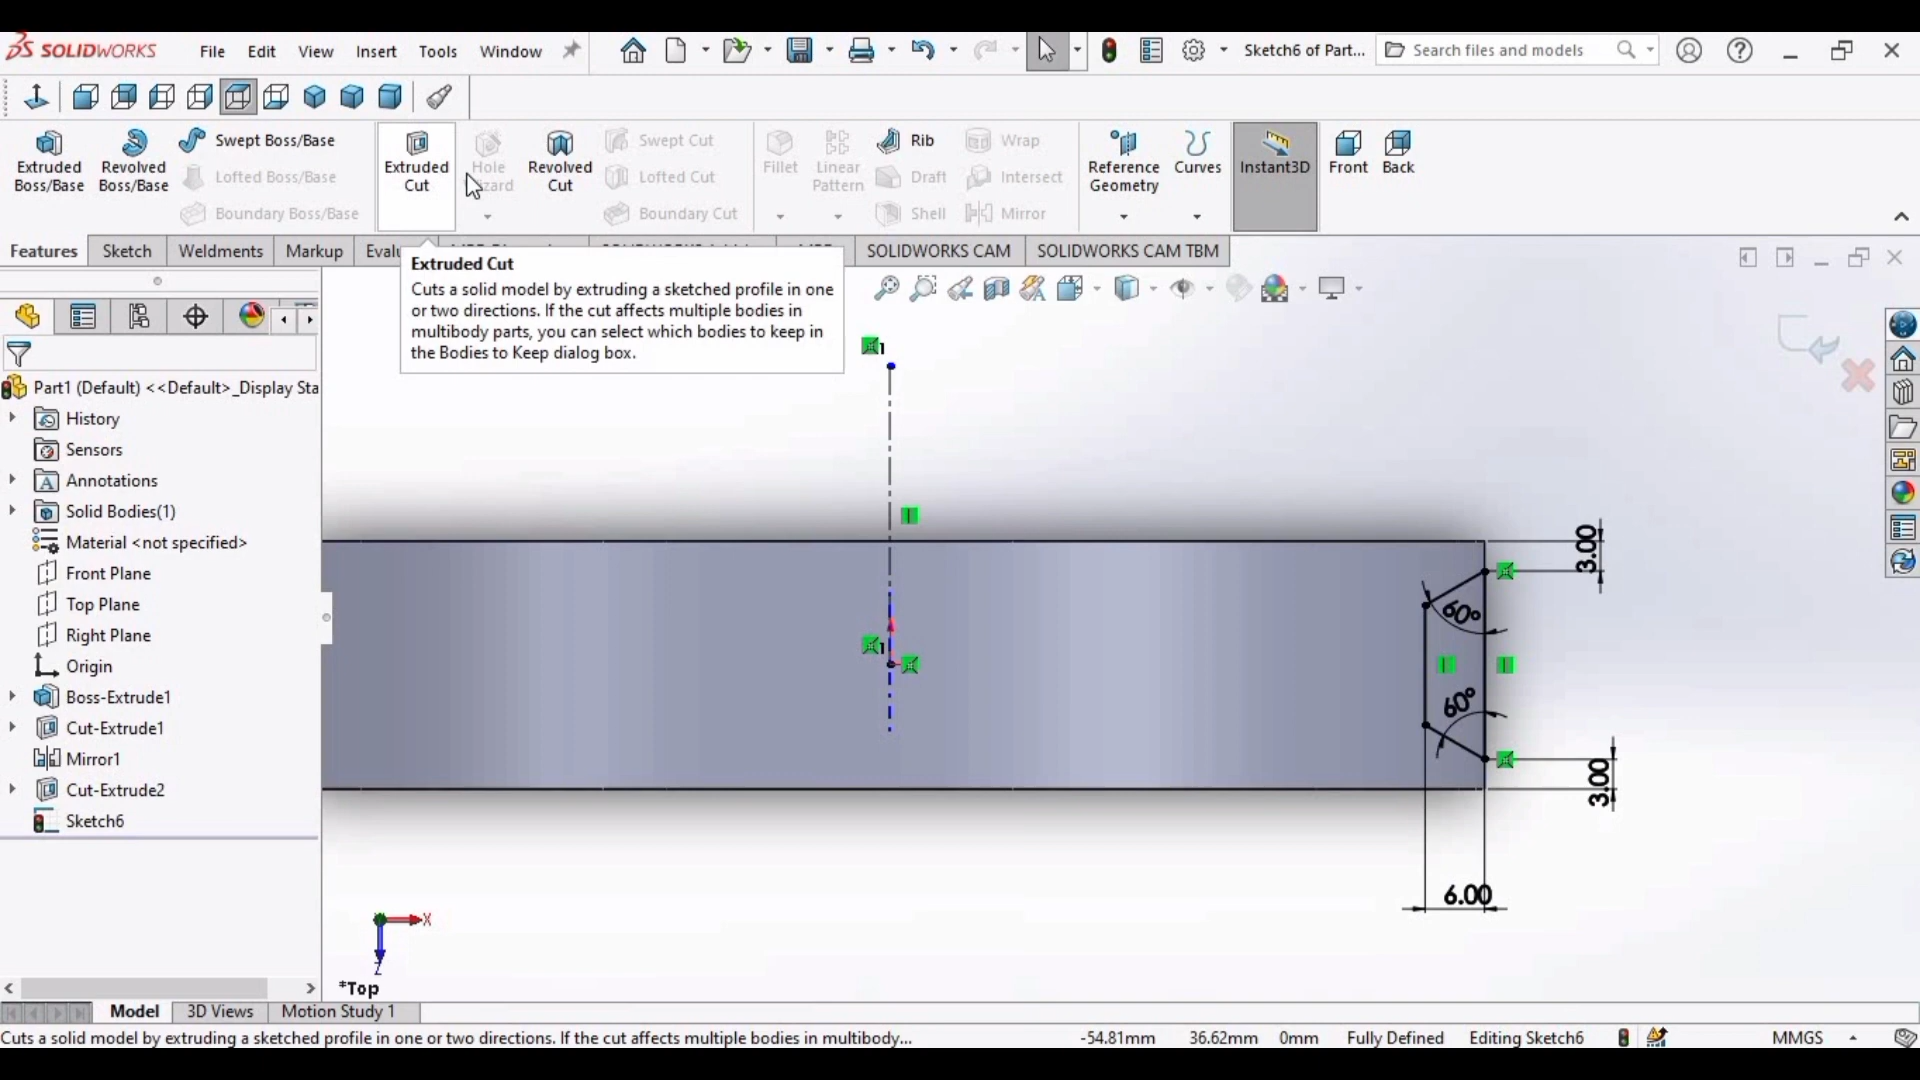 SOLIDWORKS File Edit View Insert Tools Window Sketch6 of Part... Search files and models
Extruded Boss/Base
Revolved Boss/Base
Swept Boss/Base
Lofted Boss/Base
Boundary Boss/Base
Extruded Cut
Hole
Revolved Cut
Swept Cut
Lofted Cut
Boundary Cut
Fillet
Linear Pattern
Rib
Draft
Shell
Wrap
Intersect
Mirror
Reference Geometry
Curves
Instant3D
Front
Back
Features Sketch Weldments Markup SOLIDWORKS CAM SOLIDWORKS CAM TBM
Extruded Cut
Cuts a solid model by extruding a sketched profile in one
or two directions. If the cut affects multiple bodies in
multibody parts, you can select which bodies to keep in
the Bodies to Keep dialog box.
Part1 (Default) <<Default>_Display Sta
History
Sensors
Annotations
Solid Bodies(1)
Material <not specified>
Front Plane
Top Plane
Right Plane
Origin
Boss-Extrude1
Cut-Extrude1
Mirror1
Cut-Extrude2
Sketch6
1
1
3.00
60°
60°
3.00
6.00
X
Z
*Top
Model 3D Views Motion Study 1
Cuts a solid model by extruding a sketched profile in one or two directions. If the cut affects multiple bodies in multibody... -54.81mm 36.62mm 0mm Fully Defined Editing Sketch6 MMGS